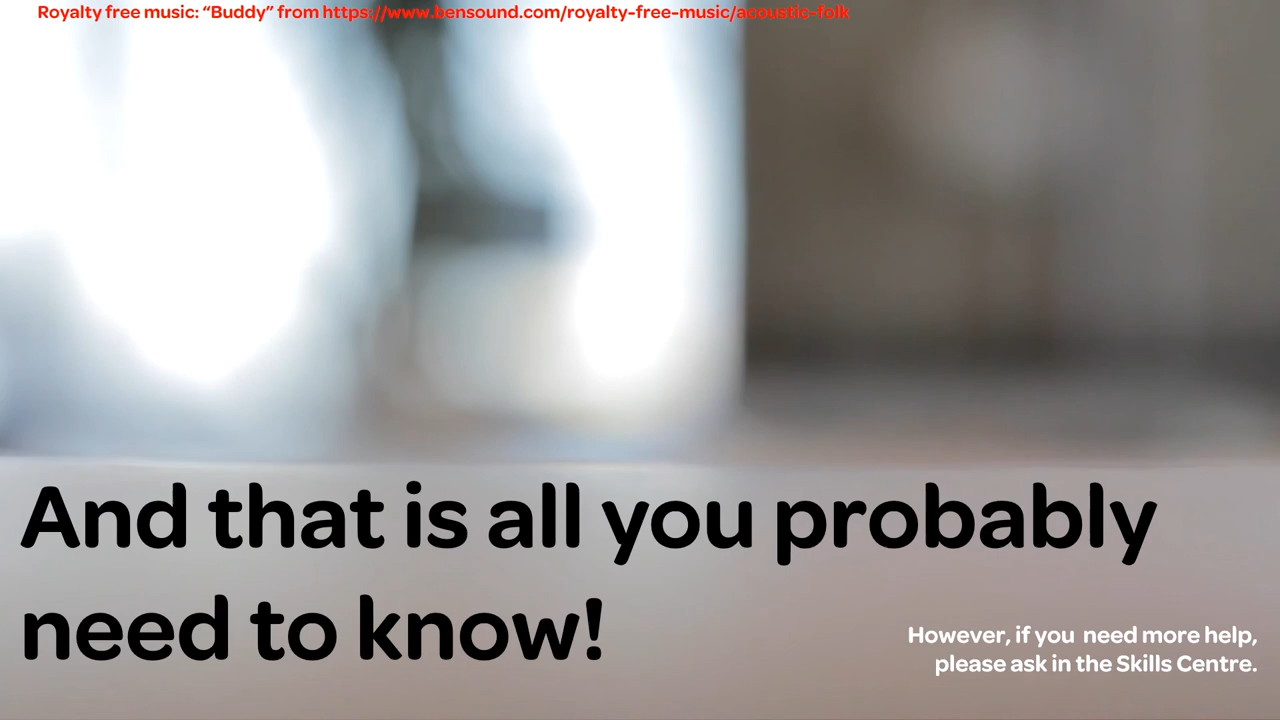 Royalty free music: “Buddy” from https://www.bensound.com/royalty-free-music/acoustic-folk
And that is all you probably
need to know!
However, if you  need more help,
please ask in the Skills Centre.